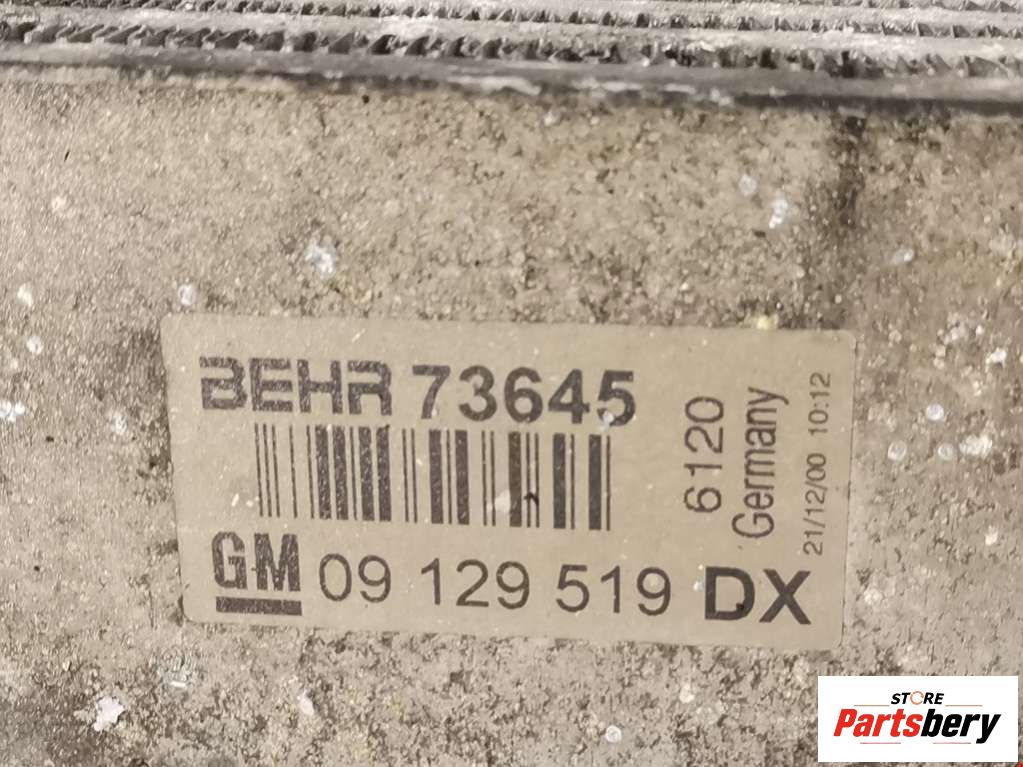 BEHR 73645
GM 09 129 519 DX
6120
Germany
21/12/00 10:12
STORE
Partsbery